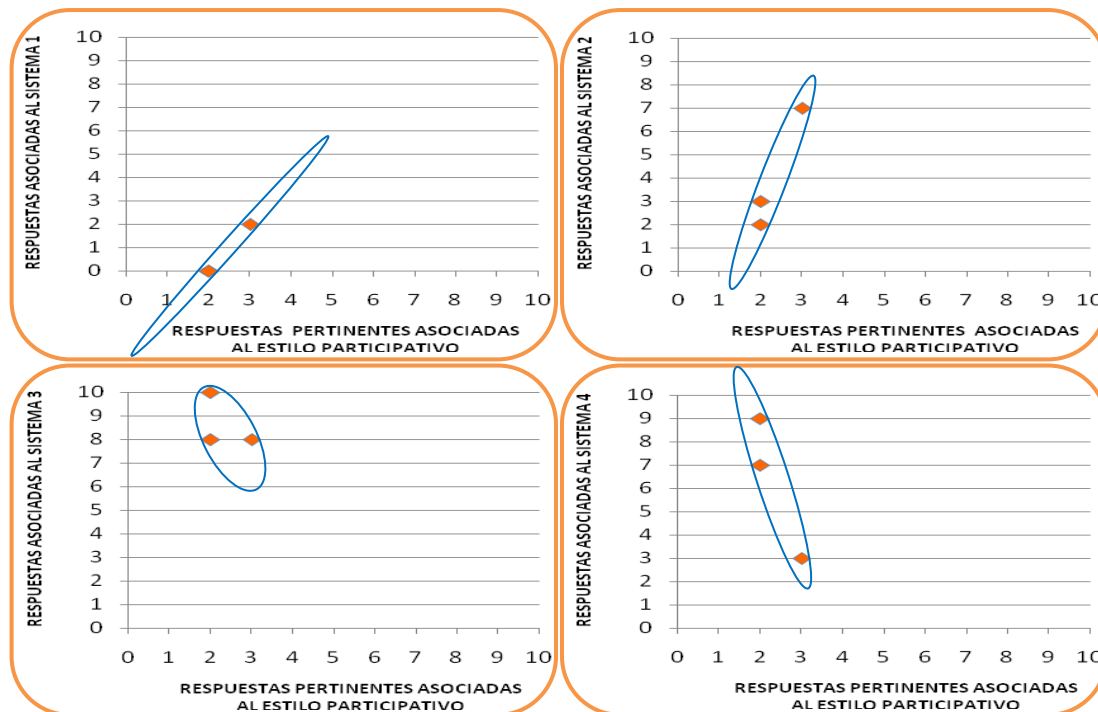 RESPUESTAS ASOCIADAS AL SISTEMA 1
10
9
8
7
6
5
4
3
2
1
0
0 1 2 3 4 5 6 7 8 9 10
RESPUESTAS PERTINENTES ASOCIADAS
AL ESTILO PARTICIPATIVO
RESPUESTAS ASOCIADAS AL SISTEMA 2
10
9
8
7
6
5
4
3
2
1
0
0 1 2 3 4 5 6 7 8 9 10
RESPUESTAS PERTINENTES ASOCIADAS
AL ESTILO PARTICIPATIVO
RESPUESTAS ASOCIADAS AL SISTEMA 3
10
9
8
7
6
5
4
3
2
1
0
0 1 2 3 4 5 6 7 8 9 10
RESPUESTAS PERTINENTES ASOCIADAS
AL ESTILO PARTICIPATIVO
RESPUESTAS ASOCIADAS AL SISTEMA 4
10
9
8
7
6
5
4
3
2
1
0
0 1 2 3 4 5 6 7 8 9 10
RESPUESTAS PERTINENTES ASOCIADAS
AL ESTILO PARTICIPATIVO